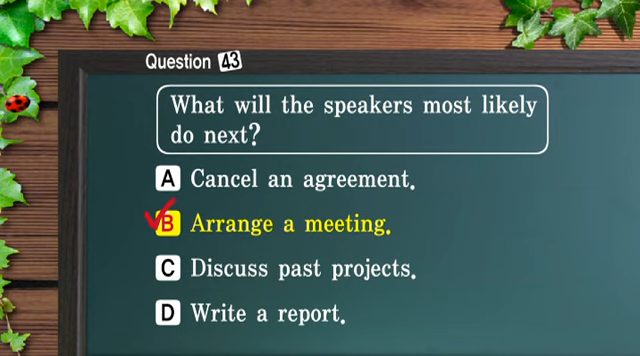 Question 43
What will the speakers most likely
do next?
A Cancel an agreement.
B Arrange a meeting.
C Discuss past projects.
D Write a report.